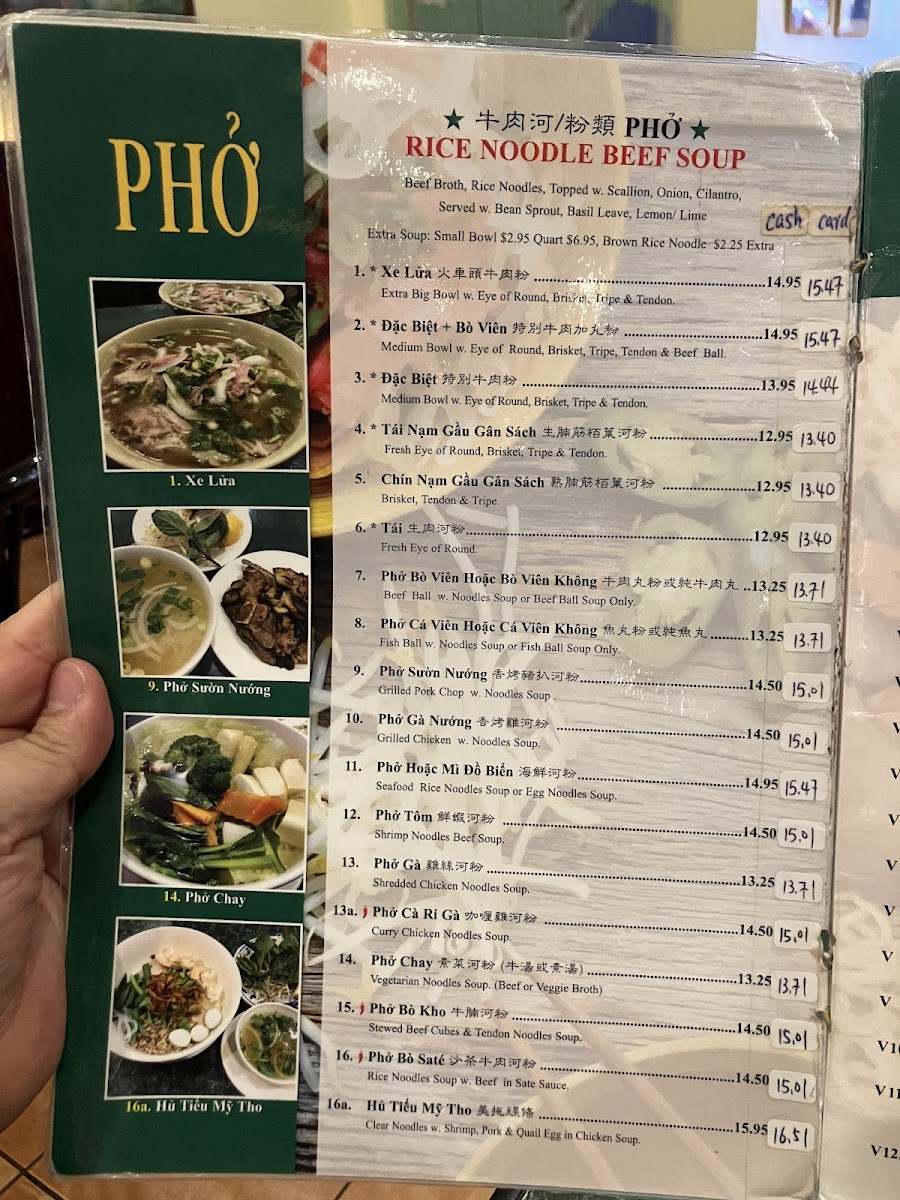 PHỞ
1. Xe Lửa
9. Phở Sườn Nướng
14. Phở Chay
16a. Hủ Tiếu Mỹ Tho
★ 牛肉河/粉類 PHỞ ★
RICE NOODLE BEEF SOUP
Beef Broth, Rice Noodles, Topped w. Scallion, Onion, Cilantro,
Served w. Bean Sprout, Basil Leave, Lemon/ Lime
cash card
Extra Soup: Small Bowl $2.95 Quart $6.95, Brown Rice Noodle $2.25 Extra
1. * Xe Lửa 火車頭牛肉粉 ........14.95 15.47
Extra Big Bowl w. Eye of Round, Brisket, Tripe & Tendon.
2. * Đặc Biệt + Bò Viên 特別牛肉加丸粉 ........14.95 15.47
Medium Bowl w. Eye of Round, Brisket, Tripe, Tendon & Beef Ball.
3. * Đặc Biệt 特別牛肉粉 ........13.95 14.44
Medium Bowl w. Eye of Round, Brisket, Tripe & Tendon.
4. * Tái Nạm Gầu Gân Sách 生腩筋栢葉河粉........12.95 13.40
Fresh Eye of Round, Brisket, Tripe & Tendon.
5. Chín Nạm Gầu Gân Sách 熟腩筋栢葉河粉 ........12.95 13.40
Brisket, Tendon & Tripe.
6. * Tái 生肉河粉........12.95 13.40
Fresh Eye of Round.
7. Phở Bò Viên Hoặc Bò Viên Không 牛肉丸粉或純牛肉丸 ..13.25 13.71
Beef Ball w. Noodles Soup or Beef Ball Soup Only.
8. Phở Cá Viên Hoặc Cá Viên Không 魚丸粉或純魚丸........13.25 13.71
Fish Ball w. Noodles Soup or Fish Ball Soup Only.
9. Phở Sườn Nướng 香烤豬扒河粉........14.50 15.01
Grilled Pork Chop w. Noodles Soup .
10. Phở Gà Nướng 香烤雞河粉 ........14.50 15.01
Grilled Chicken w. Noodles Soup.
11. Phở Hoặc Mì Đồ Biển 海鮮河粉........14.95 15.47
Seafood Rice Noodles Soup or Egg Noodles Soup.
12. Phở Tôm 鮮蝦河粉 ........14.50 15.01
Shrimp Noodles Beef Soup.
13. Phở Gà 雞絲河粉 ........13.25 13.71
Shredded Chicken Noodles Soup.
13a. Phở Cà Ri Gà 咖喱雞河粉 ........14.50 15.01
Curry Chicken Noodles Soup.
14. Phở Chay 素菜河粉 (牛湯或素湯) ........13.25 13.71
Vegetarian Noodles Soup. (Beef or Veggie Broth)
15. Phở Bò Kho 牛腩河粉........14.50 15.01
Stewed Beef Cubes & Tendon Noodles Soup.
16. Phở Bò Saté 沙茶牛肉河粉 ........14.50 15.01
Rice Noodles Soup w. Beef in Sate Sauce.
16a. Hủ Tiếu Mỹ Tho 美拖粿條 ........15.95 16.51
Clear Noodles w. Shrimp, Pork & Quail Egg in Chicken Soup.